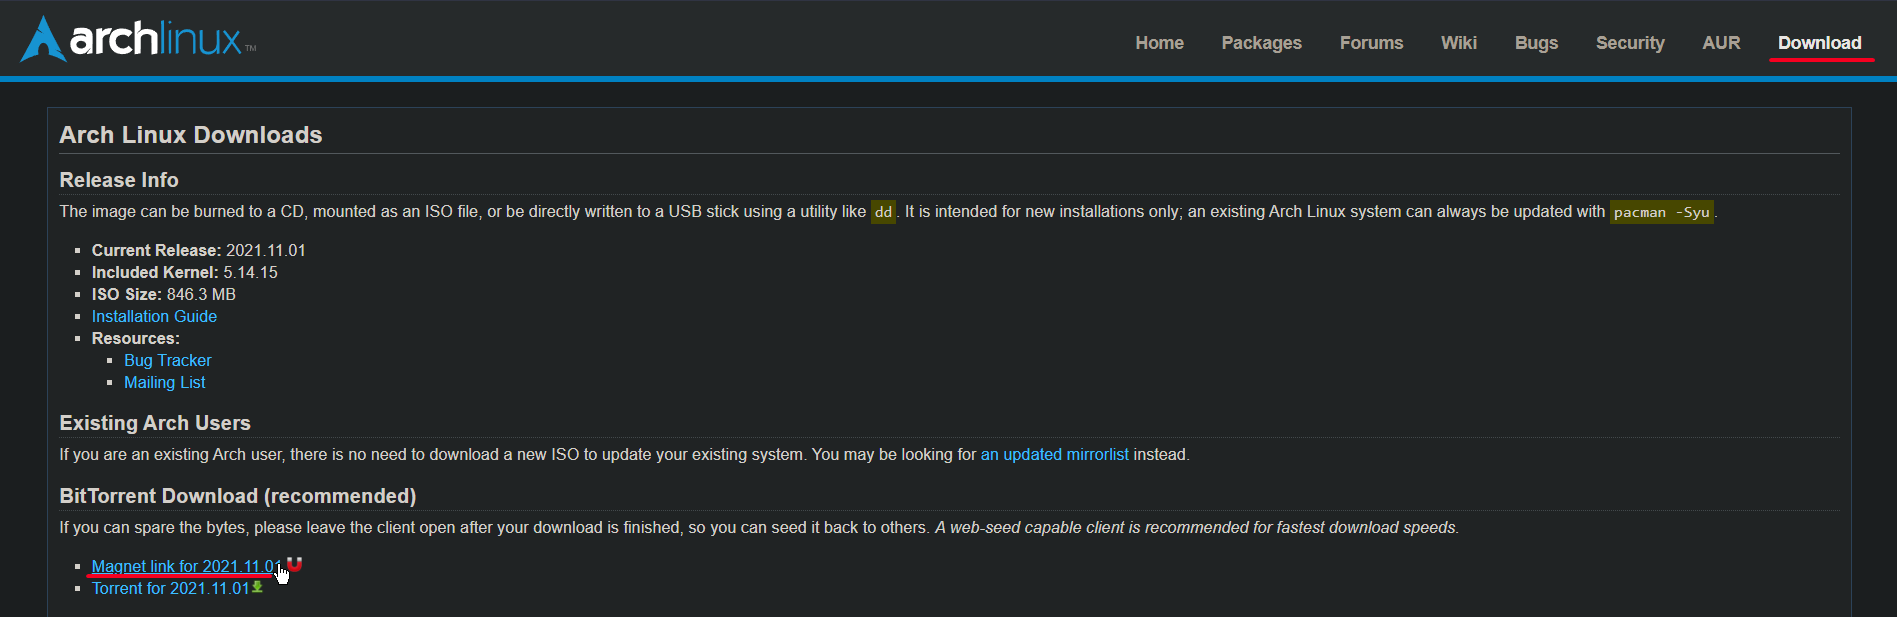 archlinux™
Home Packages Forums Wiki Bugs Security AUR Download
Arch Linux Downloads
Release Info
The image can be burned to a CD, mounted as an ISO file, or be directly written to a USB stick using a utility like dd. It is intended for new installations only; an existing Arch Linux system can always be updated with pacman -Syu.
Current Release: 2021.11.01
Included Kernel: 5.14.15
ISO Size: 846.3 MB
Installation Guide
Resources:
Bug Tracker
Mailing List
Existing Arch Users
If you are an existing Arch user, there is no need to download a new ISO to update your existing system. You may be looking for an updated mirrorlist instead.
BitTorrent Download (recommended)
If you can spare the bytes, please leave the client open after your download is finished, so you can seed it back to others. A web-seed capable client is recommended for fastest download speeds.
Magnet link for 2021.11.01
Torrent for 2021.11.01